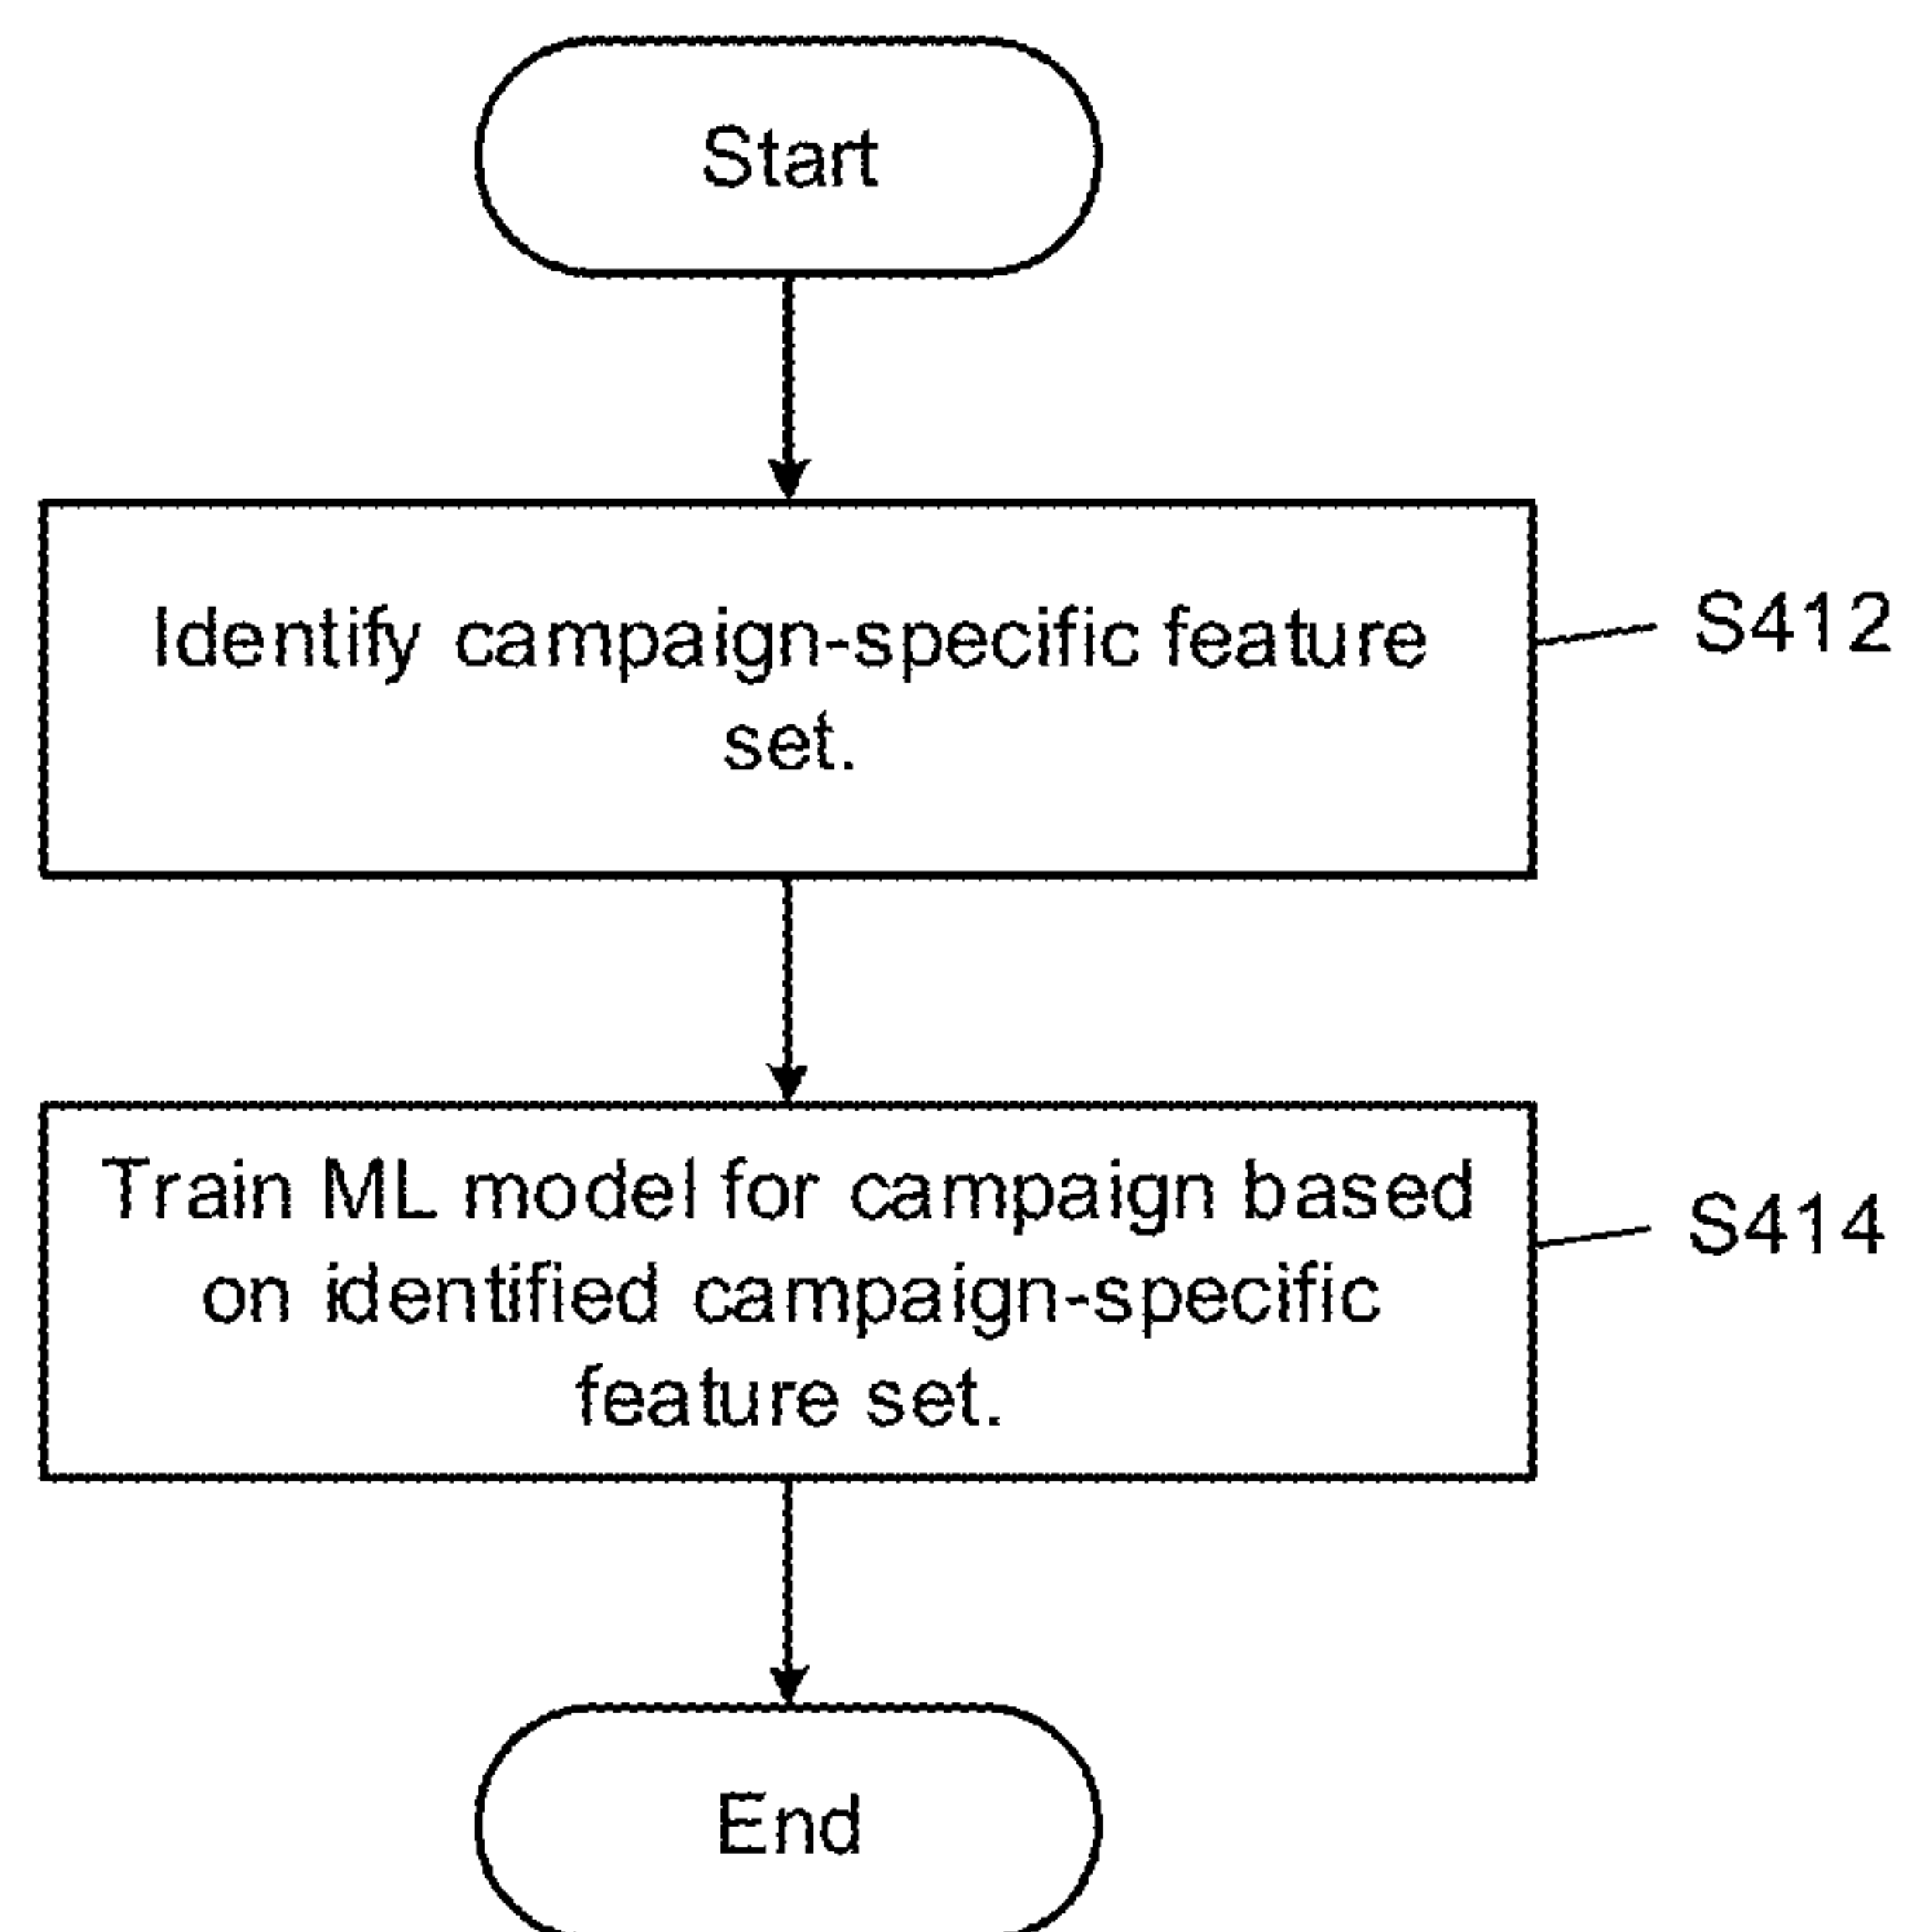 Start
Identify campaign-specific feature
set.
S412
Train ML model for campaign based
on identified campaign-specific
feature set.
S414
End